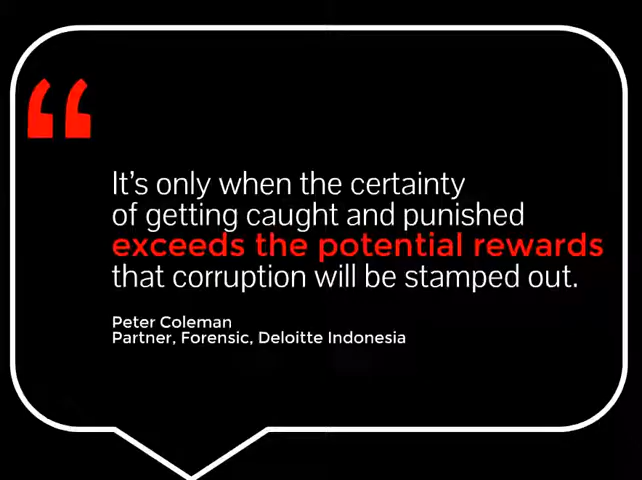 “
It’s only when the certainty
of getting caught and punished
exceeds the potential rewards
that corruption will be stamped out.
Peter Coleman
Partner, Forensic, Deloitte Indonesia